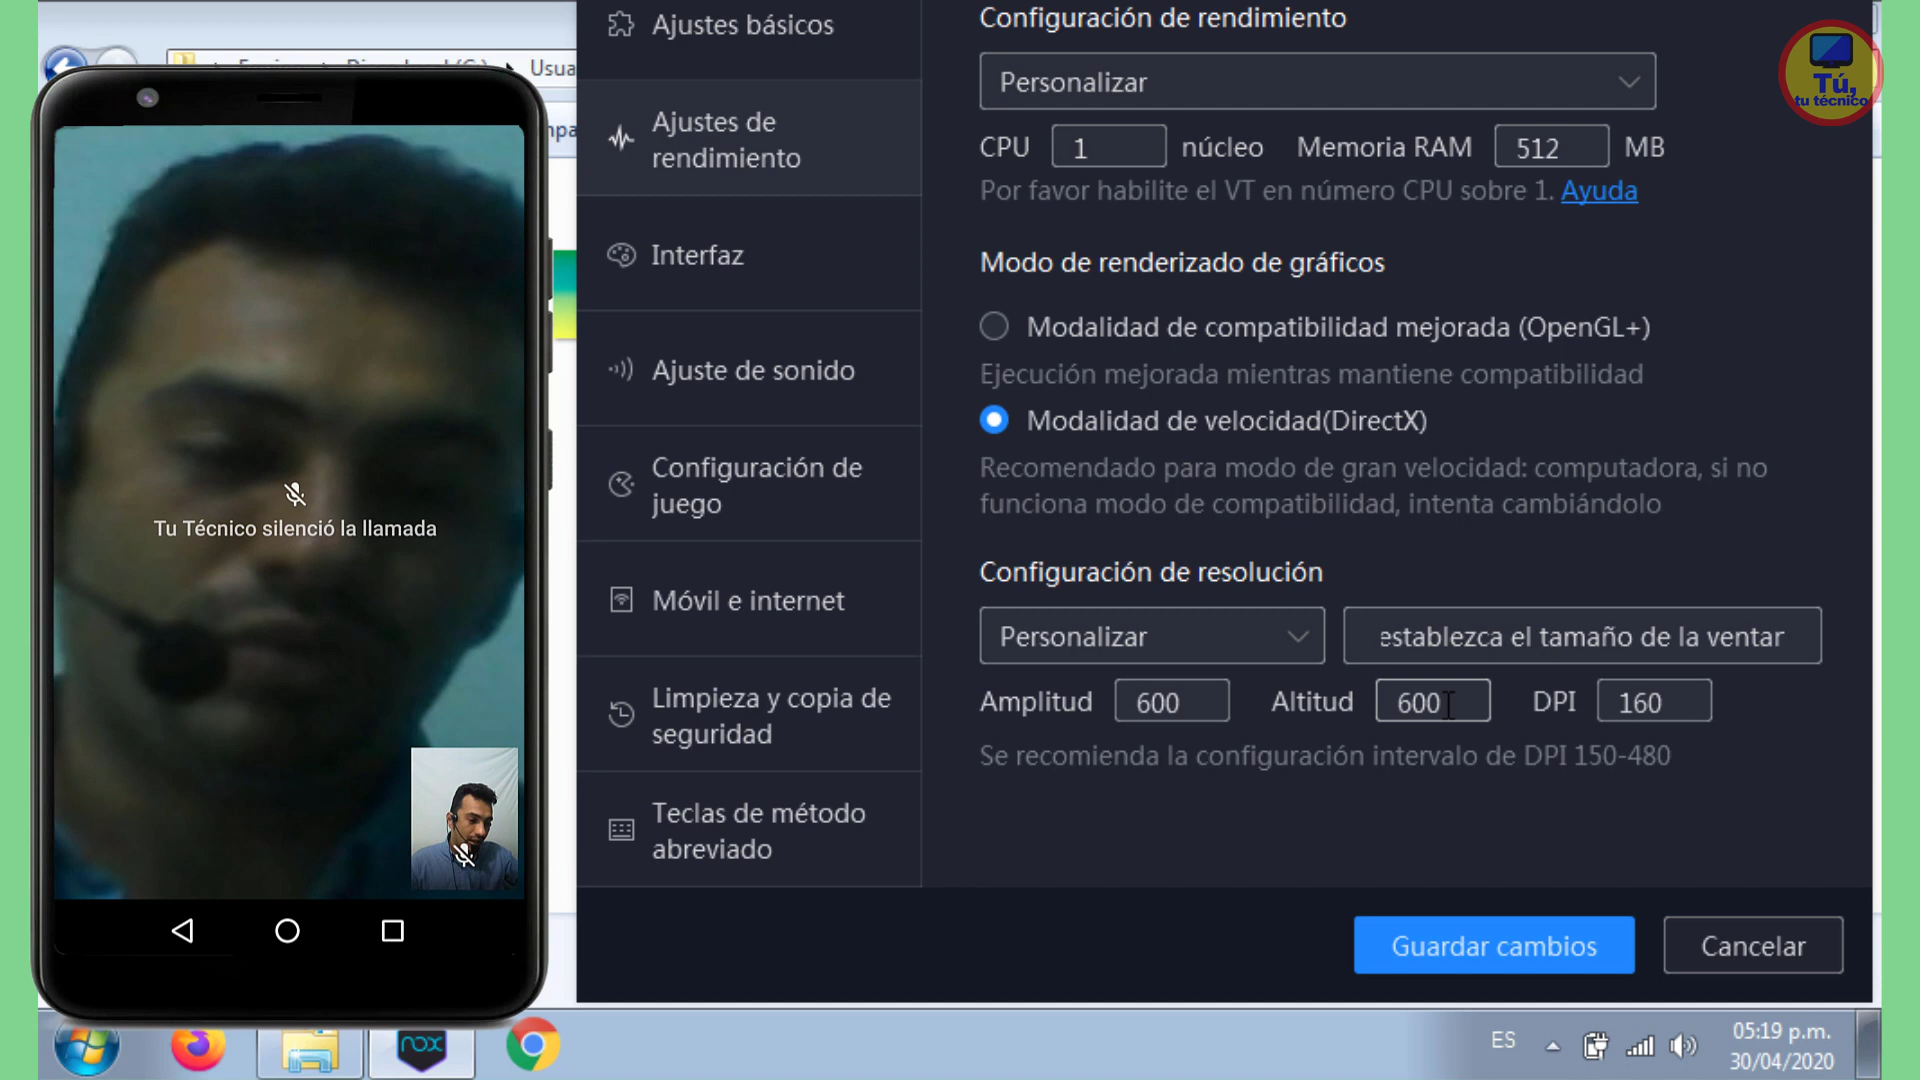 Usua
Tu Técnico silenció la llamada
Ajustes básicos
Ajustes de
rendimiento
Interfaz
Ajuste de sonido
Configuración de
juego
Móvil e internet
Limpieza y copia de
seguridad
Teclas de método
abreviado
Configuración de rendimiento
Personalizar
CPU 1 núcleo Memoria RAM 512 MB
Por favor habilite el VT en número CPU sobre 1. Ayuda
Modo de renderizado de gráficos
Modalidad de compatibilidad mejorada (OpenGL+)
Ejecución mejorada mientras mantiene compatibilidad
Modalidad de velocidad(DirectX)
Recomendado para modo de gran velocidad: computadora, si no
funciona modo de compatibilidad, intenta cambiándolo
Configuración de resolución
Personalizar establezca el tamaño de la ventar
Amplitud 600 Altitud 600 DPI 160
Se recomienda la configuración intervalo de DPI 150-480
Guardar cambios Cancelar
Tú,
tu técnico
nox
ES
05:19 p.m.
30/04/2020